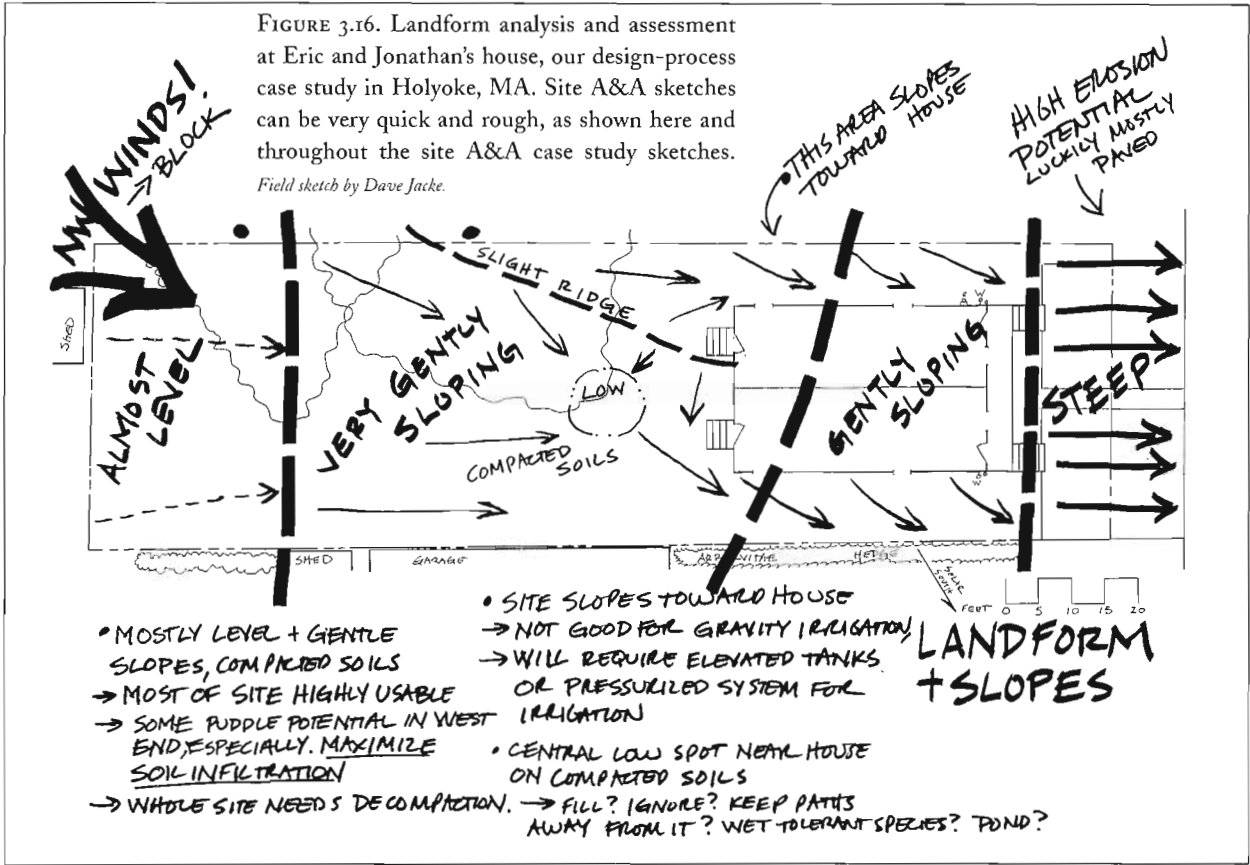 FIGURE 3.16. Landform analysis and assessment
at Eric and Jonathan's house, our design-process
case study in Holyoke, MA. Site A&A sketches
can be very quick and rough, as shown here and
throughout the site A&A case study sketches.
Field sketch by Dave Jacke.
WINDS!
→ BLOCK
• THIS AREA SLOPES
TOWARD HOUSE
HIGH EROSION
POTENTIAL
LUCKILY MOSTLY
PAVED
SHED
ALMOST
LEVEL
VERY GENTLY
SLOPING
SLIGHT RIDGE
LOW
COMPACTED
SOILS
GENTLY
SLOPING
STEEP
SHED
GARAGE
ARBORVITAE HEDGE
SOLAR
SOUTH
FEET 0 5 10 15 20
LANDFORM
+ SLOPES
• MOSTLY LEVEL + GENTLE
SLOPES, COMPACTED SOILS
→ MOST OF SITE HIGHLY USABLE
→ SOME PUDDLE POTENTIAL IN WEST
END, ESPECIALLY. MAXIMIZE
SOIL INFILTRATION
→ WHOLE SITE NEEDS DECOMPACTION.
• SITE SLOPES TOWARD HOUSE
→ NOT GOOD FOR GRAVITY IRRIGATION,
→ WILL REQUIRE ELEVATED TANKS
OR PRESSURIZED SYSTEM FOR
IRRIGATION
• CENTRAL LOW SPOT NEAR HOUSE
ON COMPACTED SOILS
→ FILL? IGNORE? KEEP PATHS
AWAY FROM IT? WET TOLERANT SPECIES? POND?